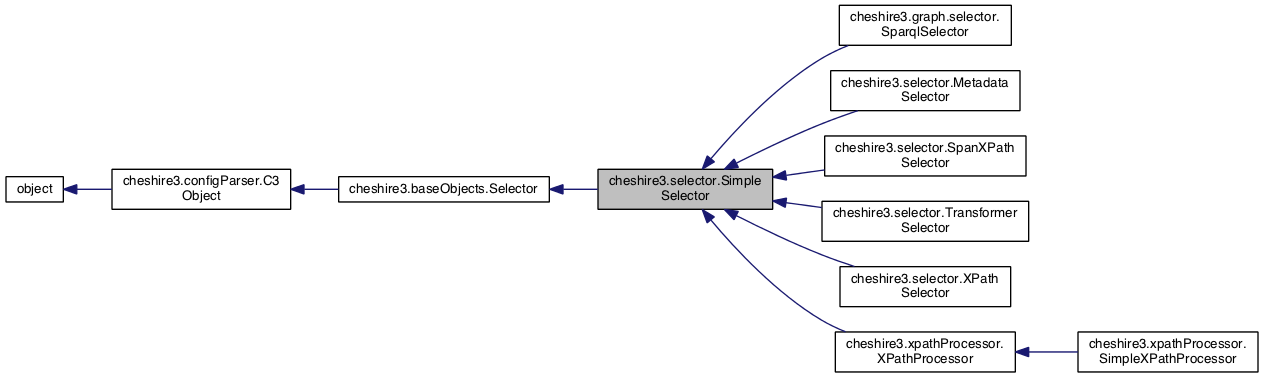 cheshire3.graph.selector.
SparqlSelector
cheshire3.selector.Metadata
Selector
cheshire3.selector.SpanXPath
Selector
object
cheshire3.configParser.C3
Object
cheshire3.baseObjects.Selector
cheshire3.selector.Simple
Selector
cheshire3.selector.Transformer
Selector
cheshire3.selector.XPath
Selector
cheshire3.xpathProcessor.
XPathProcessor
cheshire3.xpathProcessor.
SimpleXPathProcessor